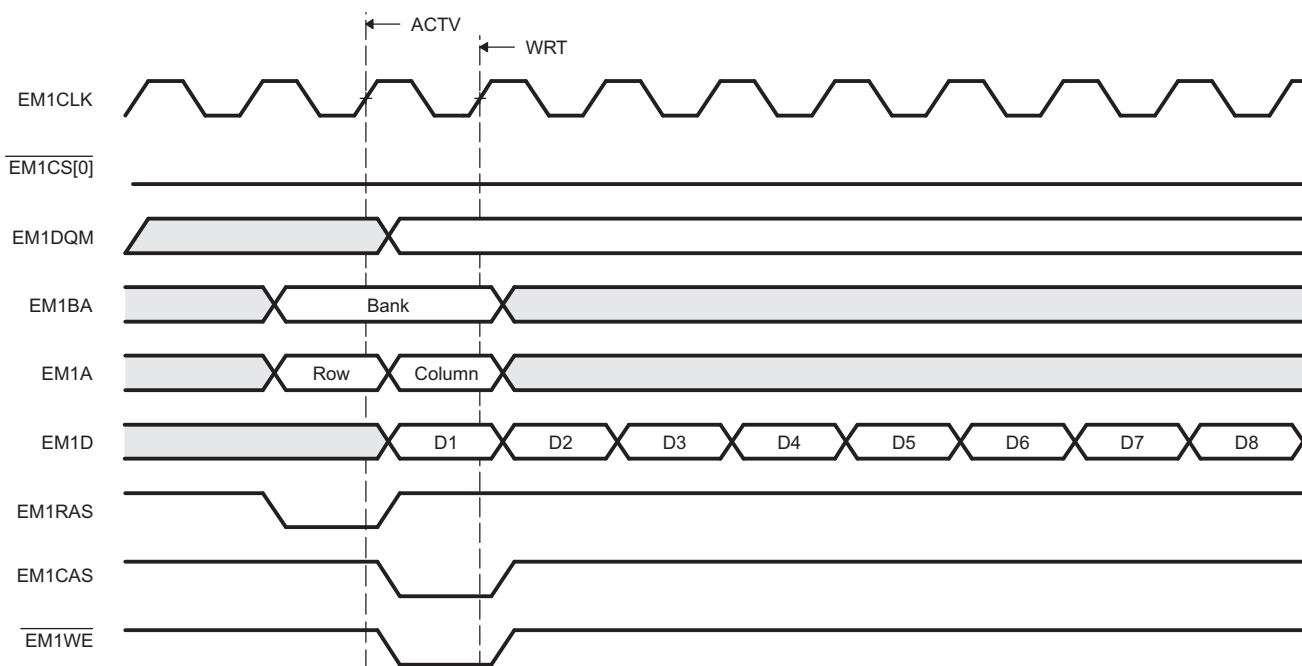 ACTV
WRT
EM1CLK
EM1CS[0]
EM1DQM
EM1BA Bank
EM1A Row Column
EM1D D1 D2 D3 D4 D5 D6 D7 D8
EM1RAS
EM1CAS
EM1WE